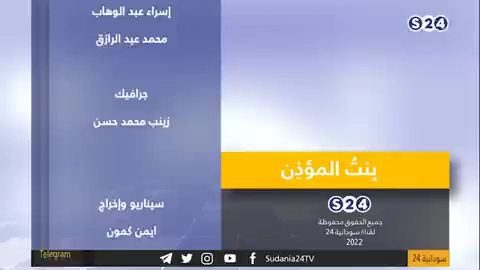 S24
إسراء عبد الوهاب
محمد عبد الرازق
جرافيك
زينب محمد حسن
بنتُ المؤذِن
سيناريو وإخراج
ايمن كمون
S24
جميع الحقوق محفوظة
لقناة سودانية 24
2022
Telegram
Sudania24TV
سودانية 24